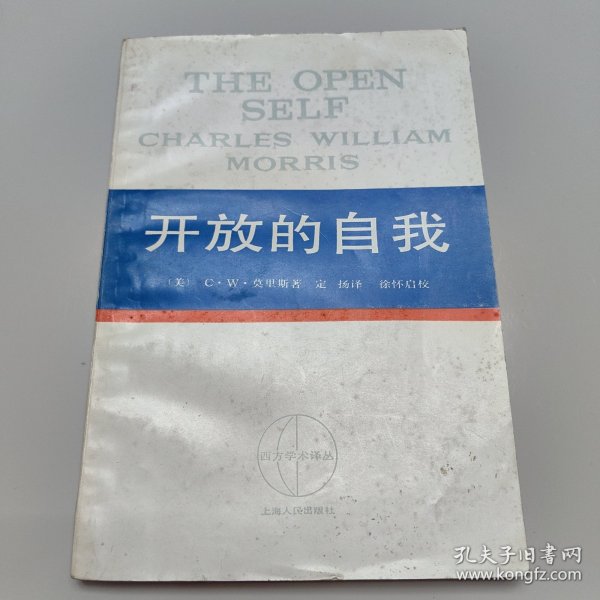 THE OPEN
SELF
CHARLES WILLIAM
MORRIS
开放的自我
〔美〕 C·W·莫里斯著 定 扬译 徐怀启校
西方学术译丛
上海人民出版社
孔夫子旧书网
www.kongfz.com